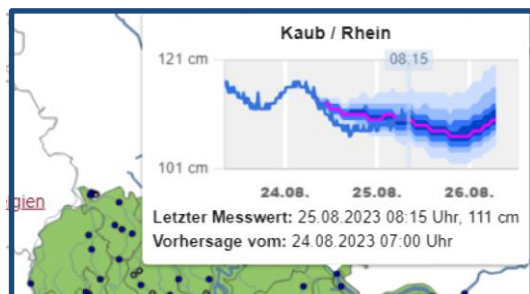 Kaub / Rhein
121 cm
08:15
101 cm
24.08. 25.08. 26.08.
gien
Letzter Messwert: 25.08.2023 08:15 Uhr, 111 cm
Vorhersage vom: 24.08.2023 07:00 Uhr